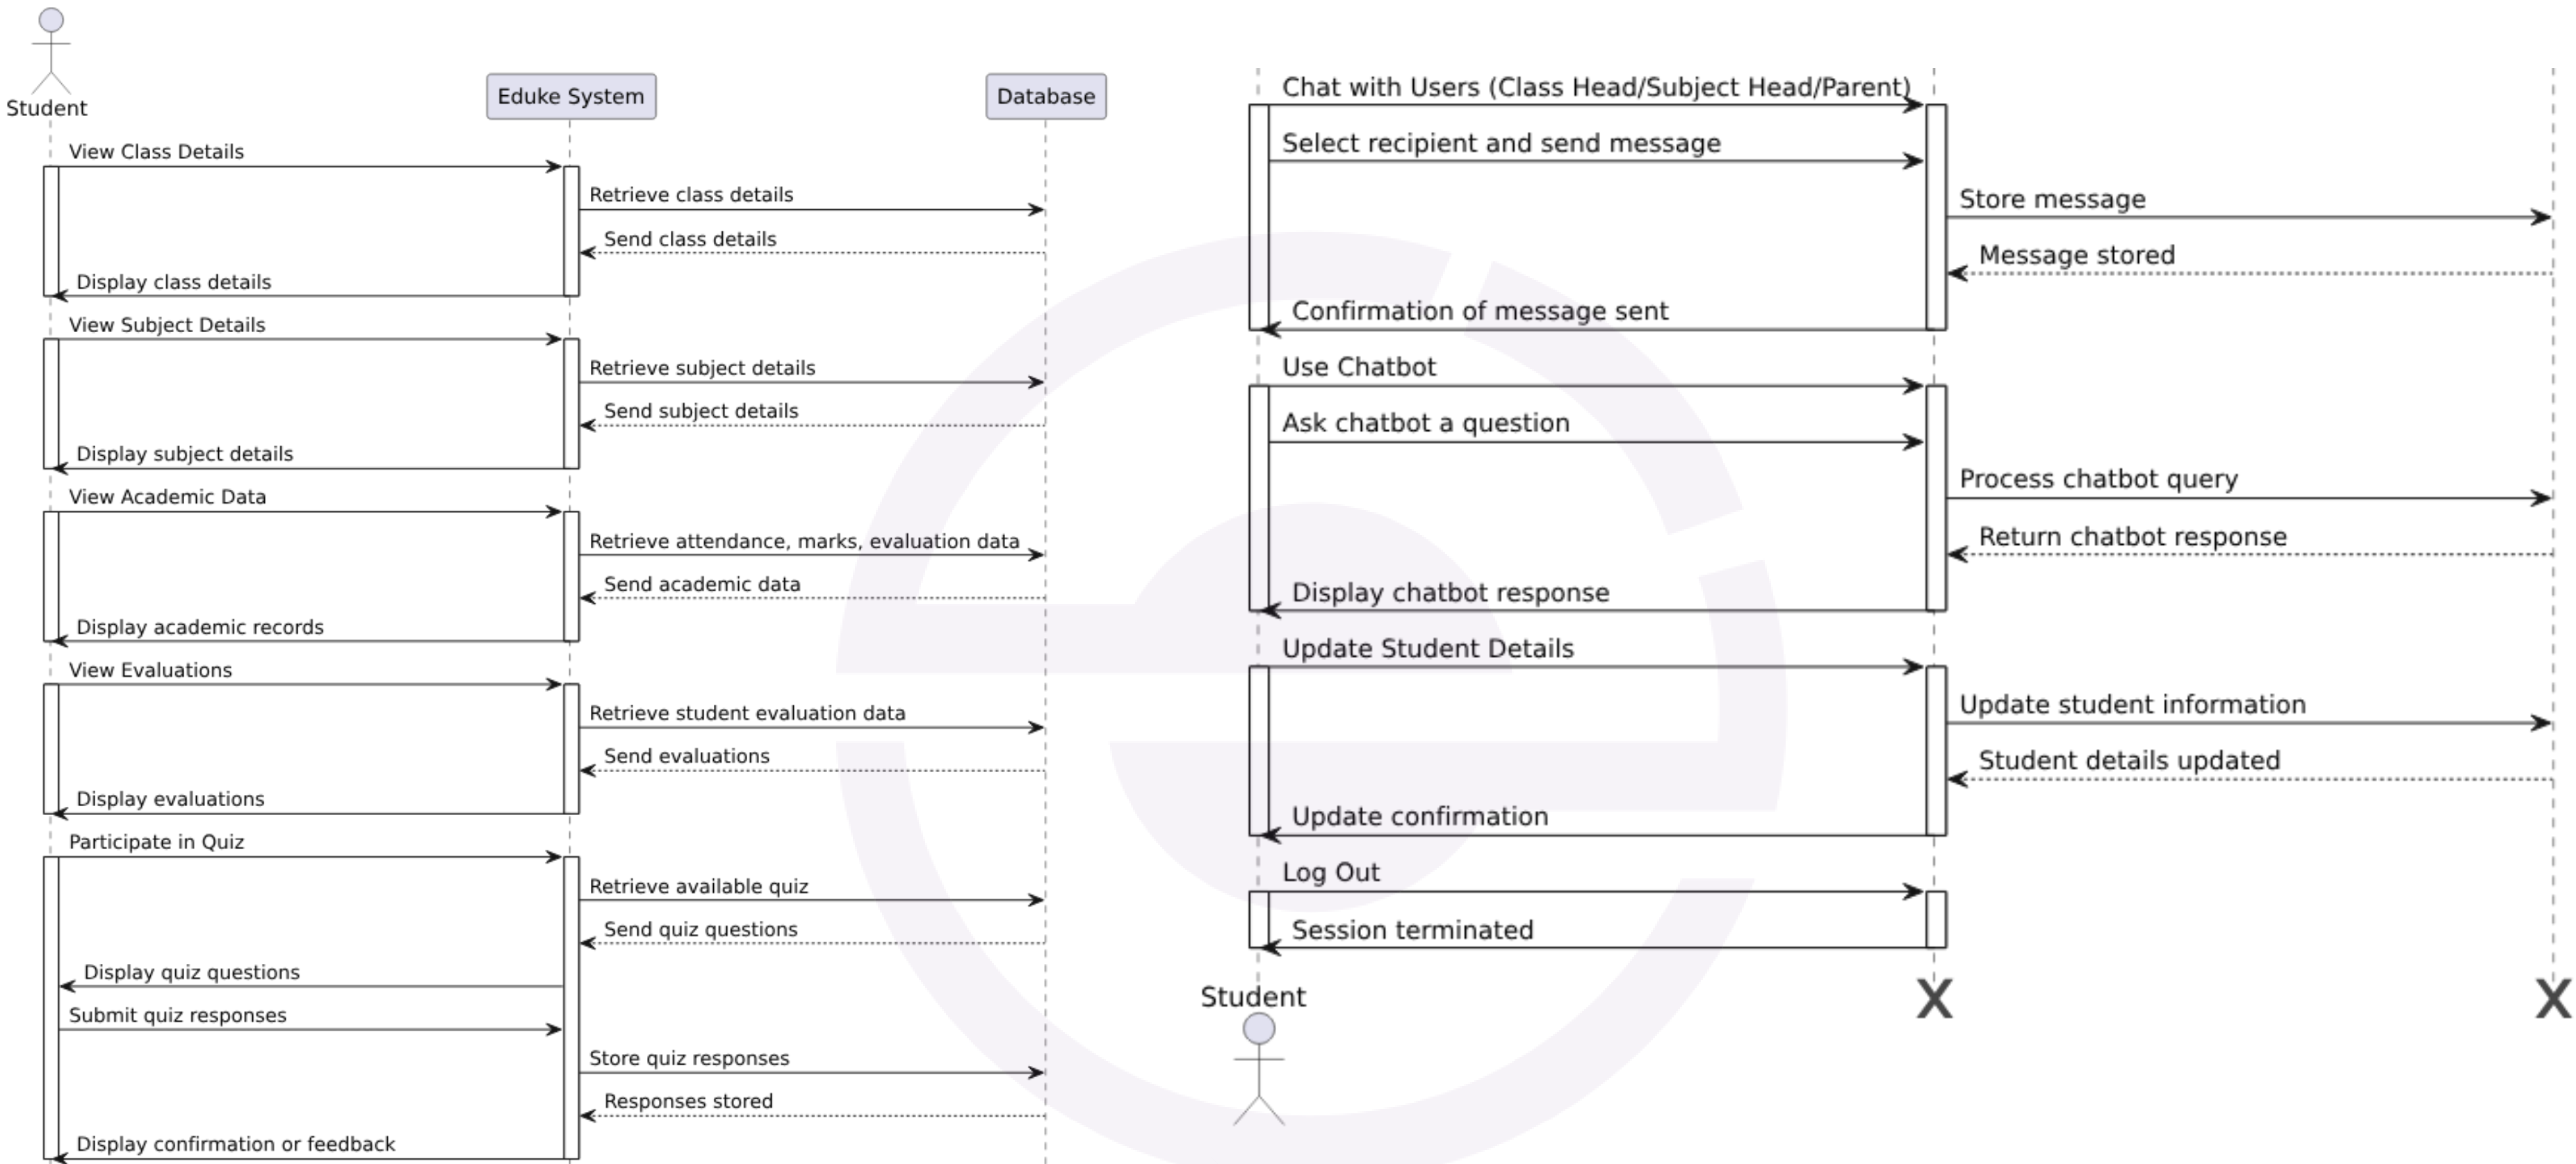 Student
Eduke System
Database
View Class Details
Retrieve class details
Send class details
Display class details
View Subject Details
Retrieve subject details
Send subject details
Display subject details
View Academic Data
Retrieve attendance, marks, evaluation data
Send academic data
Display academic records
View Evaluations
Retrieve student evaluation data
Send evaluations
Display evaluations
Participate in Quiz
Retrieve available quiz
Send quiz questions
Display quiz questions
Submit quiz responses
Store quiz responses
Responses stored
Display confirmation or feedback
Chat with Users (Class Head/Subject Head/Parent)
Select recipient and send message
Store message
Message stored
Confirmation of message sent
Use Chatbot
Ask chatbot a question
Process chatbot query
Return chatbot response
Display chatbot response
Update Student Details
Update student information
Student details updated
Update confirmation
Log Out
Session terminated
Student
X
X